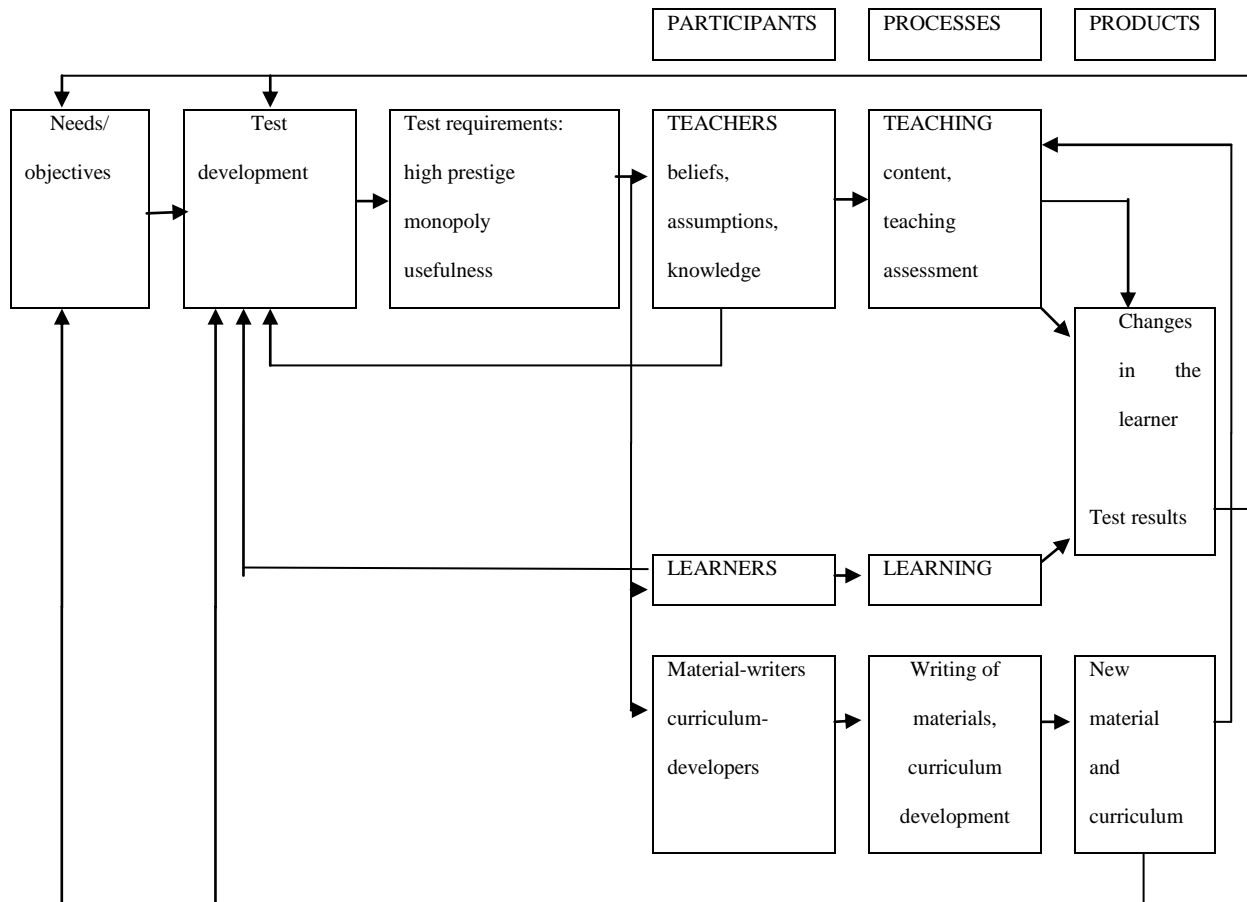 PARTICIPANTS
PROCESSES
PRODUCTS
Needs/
objectives
Test
development
Test requirements:
high prestige
monopoly
usefulness
TEACHERS
beliefs,
assumptions,
knowledge
TEACHING
content,
teaching
assessment
Changes
in the
learner
Test results
LEARNERS
LEARNING
Material-writers
curriculum-
developers
Writing of
materials,
curriculum
development
New
material
and
curriculum